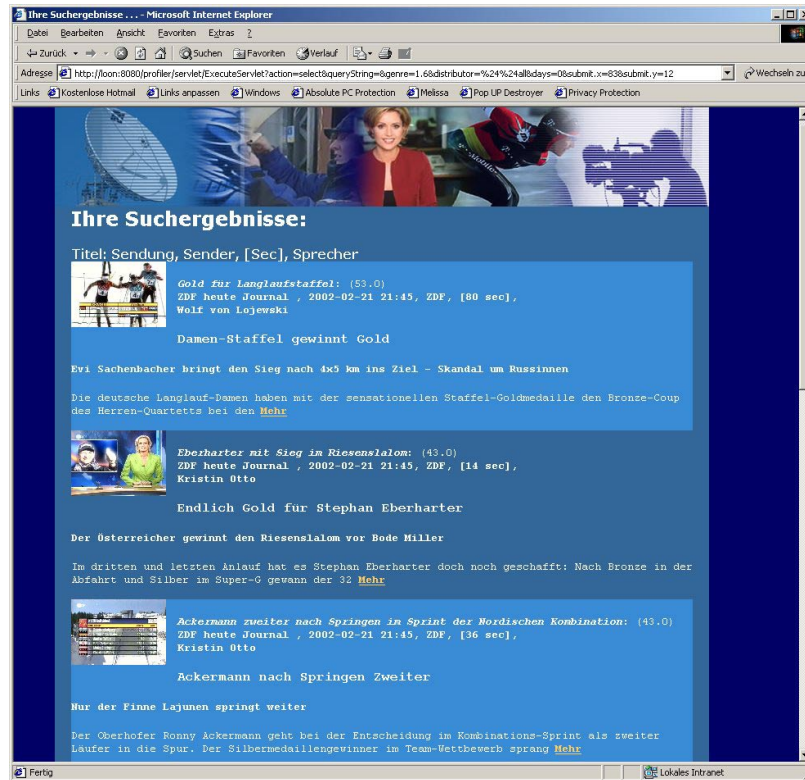 Ihre Suchergebnisse . . . - Microsoft Internet Explorer
Datei Bearbeiten Ansicht Favoriten Extras ?
Zurück Suchen Favoriten Verlauf
Adresse http://loon:8080/profiler/servlet/ExecuteServlet?action=select&queryString=&genre=1.6&distributor=%24%24all&days=0&submit.x=83&submit.y=12 Wechseln zu
Links Kostenlose Hotmail Links anpassen Windows Absolute PC Protection Melissa Pop UP Destroyer Privacy Protection
Ihre Suchergebnisse:
Titel: Sendung, Sender, [Sec], Sprecher
Gold für Langlaufstaffel: (53.0)
ZDF heute Journal , 2002-02-21 21:45, ZDF, [80 sec],
Wolf von Lojewski
Damen-Staffel gewinnt Gold
Evi Sachenbacher bringt den Sieg nach 4x5 km ins Ziel - Skandal um Russinnen
Die deutsche Langlauf-Damen haben mit der sensationellen Staffel-Goldmedaille den Bronze-Coup
des Herren-Quartetts bei den Mehr
Eberharter mit Sieg im Riesenslalom: (43.0)
ZDF heute Journal , 2002-02-21 21:45, ZDF, [14 sec],
Kristin Otto
Endlich Gold für Stephan Eberharter
Der Österreicher gewinnt den Riesenslalom vor Bode Miller
Im dritten und letzten Anlauf hat es Stephan Eberharter doch noch geschafft: Nach Bronze in der
Abfahrt und Silber im Super-G gewann der 32 Mehr
Ackermann zweiter nach Springen im Sprint der Nordischen Kombination: (43.0)
ZDF heute Journal , 2002-02-21 21:45, ZDF, [36 sec],
Kristin Otto
Ackermann nach Springen Zweiter
Nur der Finne Lajunen springt weiter
Der Oberhofer Ronny Ackermann geht bei der Entscheidung im Kombinations-Sprint als zweiter
Läufer in die Spur. Der Silbermedaillengewinner im Team-Wettbewerb sprang Mehr
Fertig Lokales Intranet